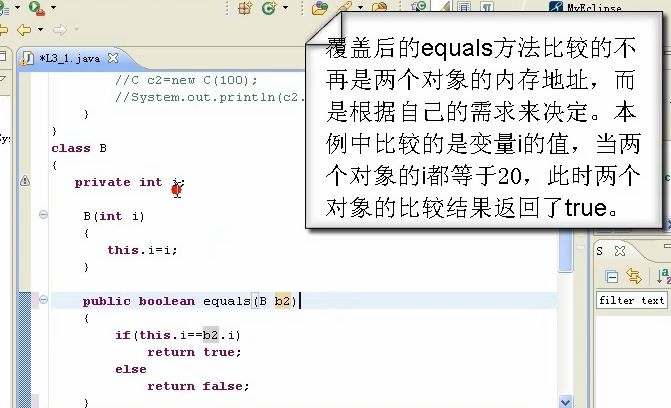 MyEclipse
*L3_1.java
覆盖后的equals方法比较的不
再是两个对象的内存地址，而
是根据自己的需求来决定。本
例中比较的是变量i的值，当两
个对象的i都等于20，此时两个
对象的比较结果返回了true。
//C c2=new C(100);
//System.out.println(c2.
}
}
class B
{
private int i;
B(int i)
{
this.i=i;
}
public boolean equals(B b2)
{
if(this.i==b2.i)
return true;
else
return false;
}
S
filter text